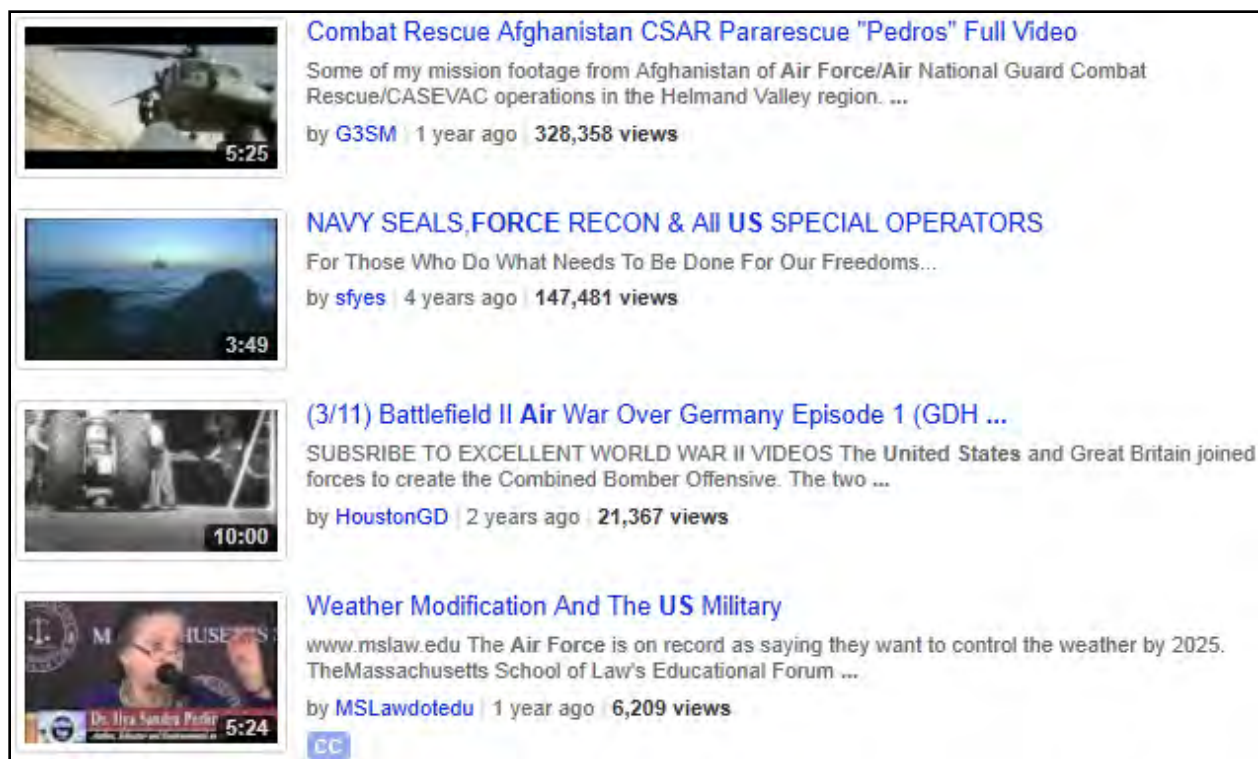 Combat Rescue Afghanistan CSAR Pararescue "Pedros" Full Video
Some of my mission footage from Afghanistan of Air Force/Air National Guard Combat
Rescue/CASEVAC operations in the Helmand Valley region. ...
by G3SM | 1 year ago | 328,358 views
5:25
NAVY SEALS,FORCE RECON & All US SPECIAL OPERATORS
For Those Who Do What Needs To Be Done For Our Freedoms...
by sfyes | 4 years ago | 147,481 views
3:49
(3/11) Battlefield II Air War Over Germany Episode 1 (GDH ...
SUBSRIBE TO EXCELLENT WORLD WAR II VIDEOS The United States and Great Britain joined
forces to create the Combined Bomber Offensive. The two ...
by HoustonGD | 2 years ago | 21,367 views
10:00
Weather Modification And The US Military
www.mslaw.edu The Air Force is on record as saying they want to control the weather by 2025.
TheMassachusetts School of Law's Educational Forum ...
by MSLawdotedu | 1 year ago | 6,209 views
CC
M HUSETTS S
Dr.
5:24